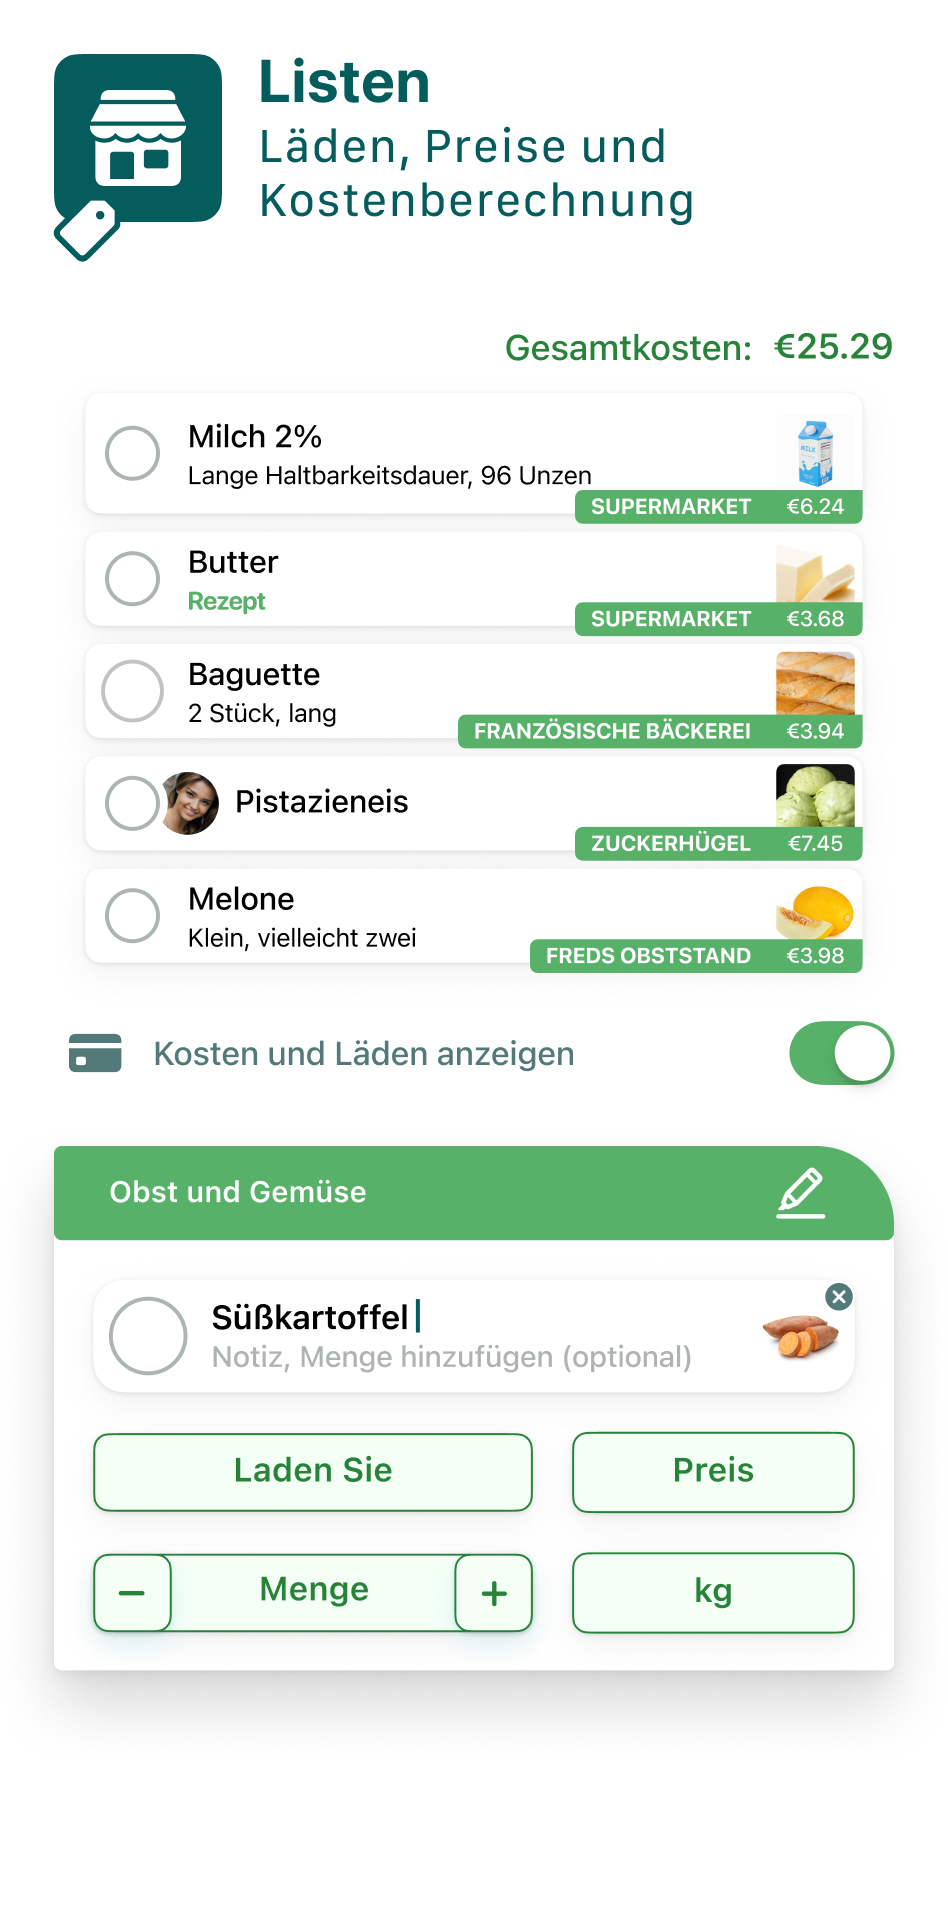 Listen
Läden, Preise und
Kostenberechnung
Gesamtkosten: €25.29
Milch 2%
Lange Haltbarkeitsdauer, 96 Unzen
MILK
SUPERMARKET €6.24
Butter
Rezept
SUPERMARKET €3.68
Baguette
2 Stück, lang
FRANZÖSISCHE BÄCKEREI €3.94
Pistazieneis
ZUCKERHÜGEL €7.45
Melone
Klein, vielleicht zwei
FREDS OBSTSTAND €3.98
Kosten und Läden anzeigen
Obst und Gemüse
Süßkartoffel
Notiz, Menge hinzufügen (optional)
Laden Sie Preis
− Menge + kg